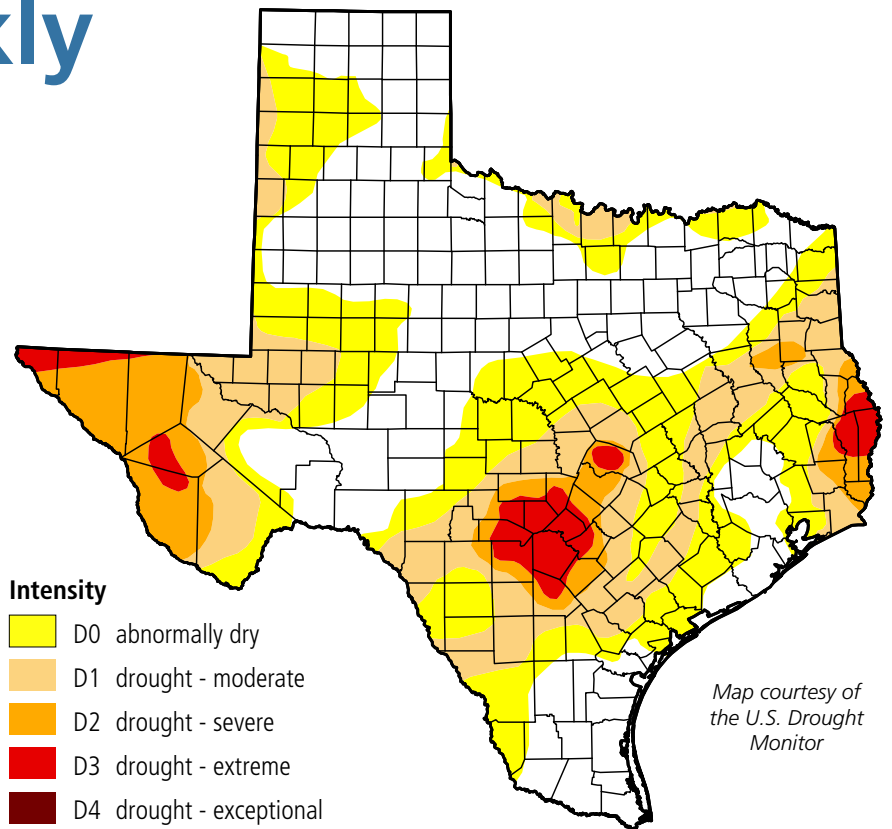 kly
Intensity
D0 abnormally dry
D1 drought - moderate
D2 drought - severe
D3 drought - extreme
D4 drought - exceptional
Map courtesy of
the U.S. Drought
Monitor